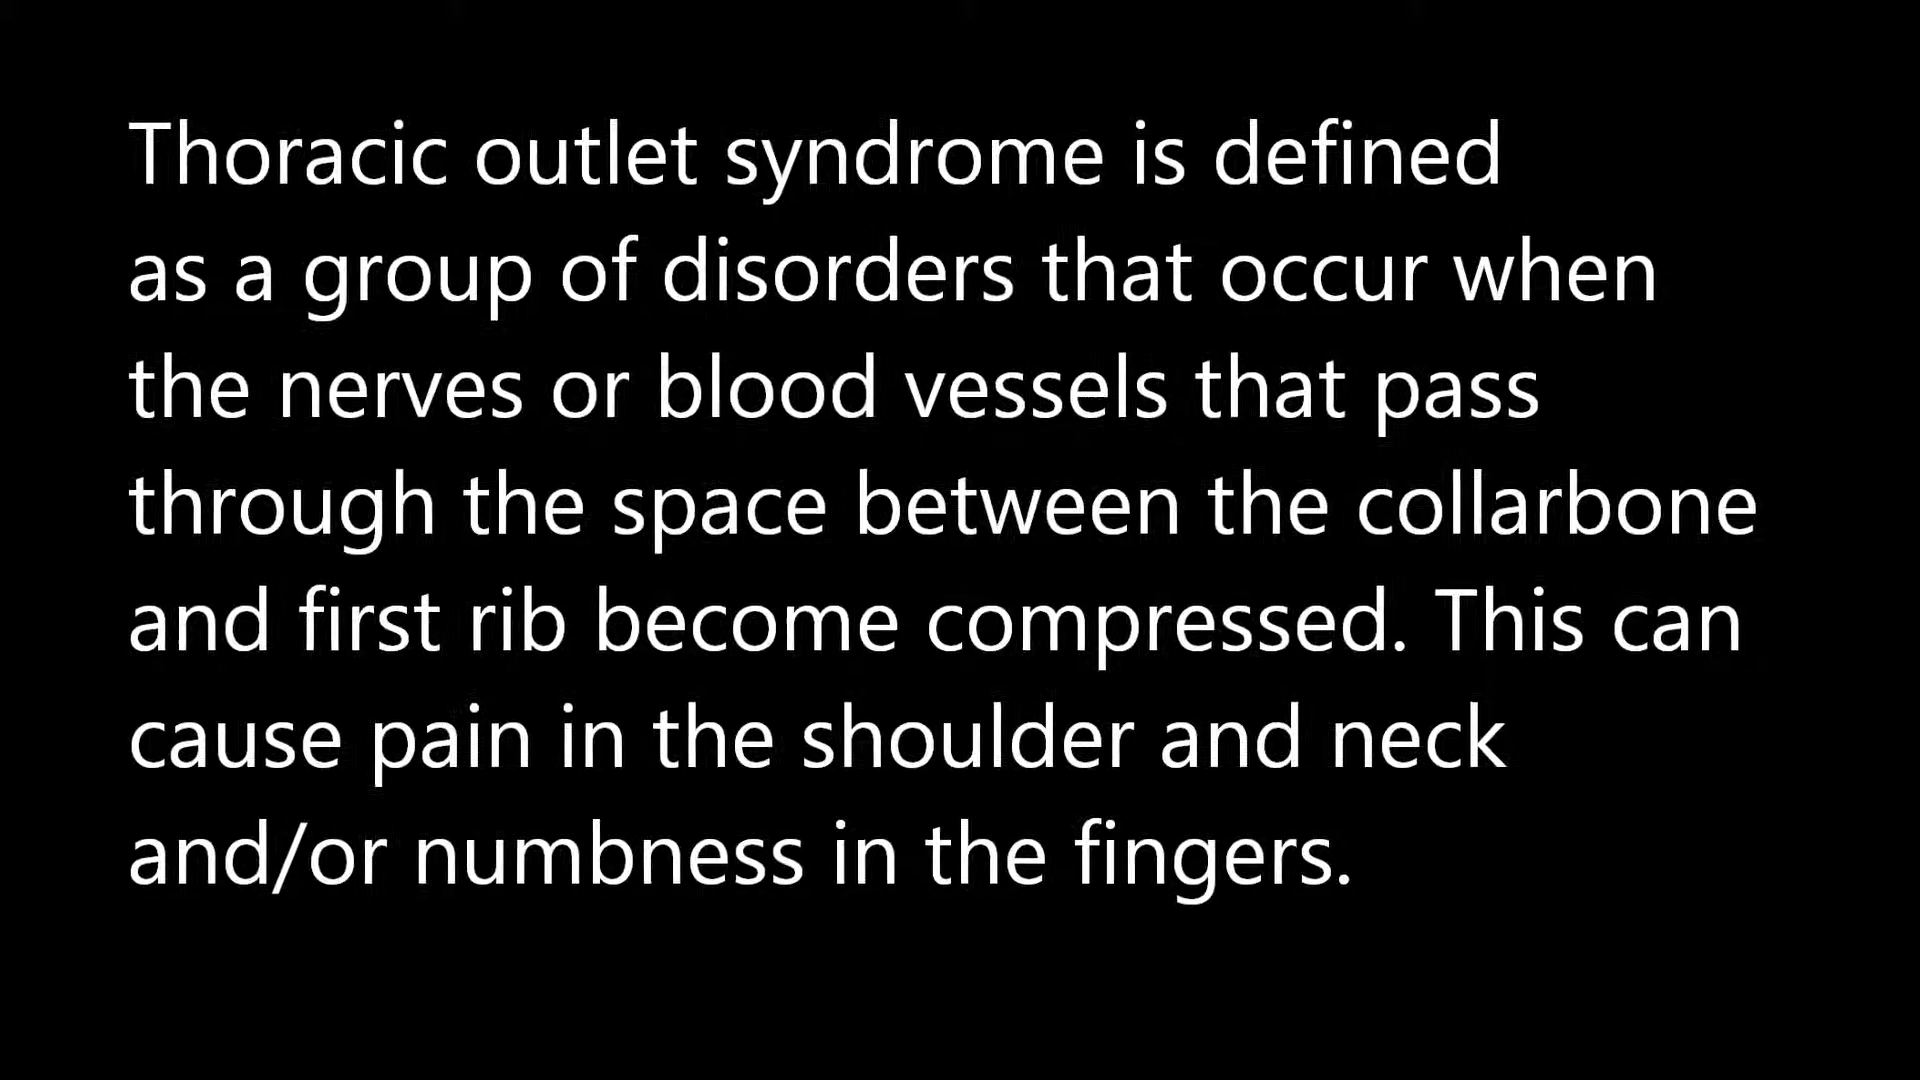 Thoracic outlet syndrome is defined
as a group of disorders that occur when
the nerves or blood vessels that pass
through the space between the collarbone
and first rib become compressed. This can
cause pain in the shoulder and neck
and/or numbness in the fingers.